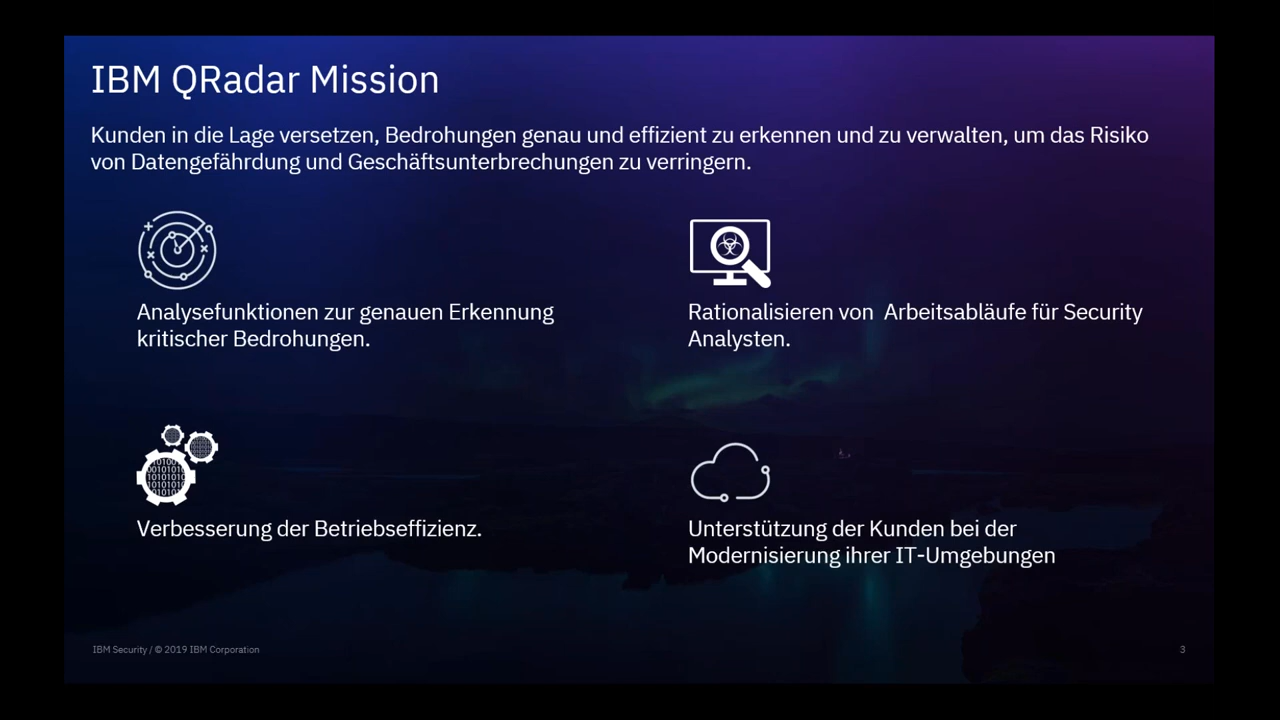 IBM QRadar Mission
Kunden in die Lage versetzen, Bedrohungen genau und effizient zu erkennen und zu verwalten, um das Risiko
von Datengefährdung und Geschäftsunterbrechungen zu verringern.
Analysefunktionen zur genauen Erkennung
kritischer Bedrohungen.
Rationalisieren von  Arbeitsabläufe für Security
Analysten.
Verbesserung der Betriebseffizienz.
Unterstützung der Kunden bei der
Modernisierung ihrer IT-Umgebungen
IBM Security / © 2019 IBM Corporation
3